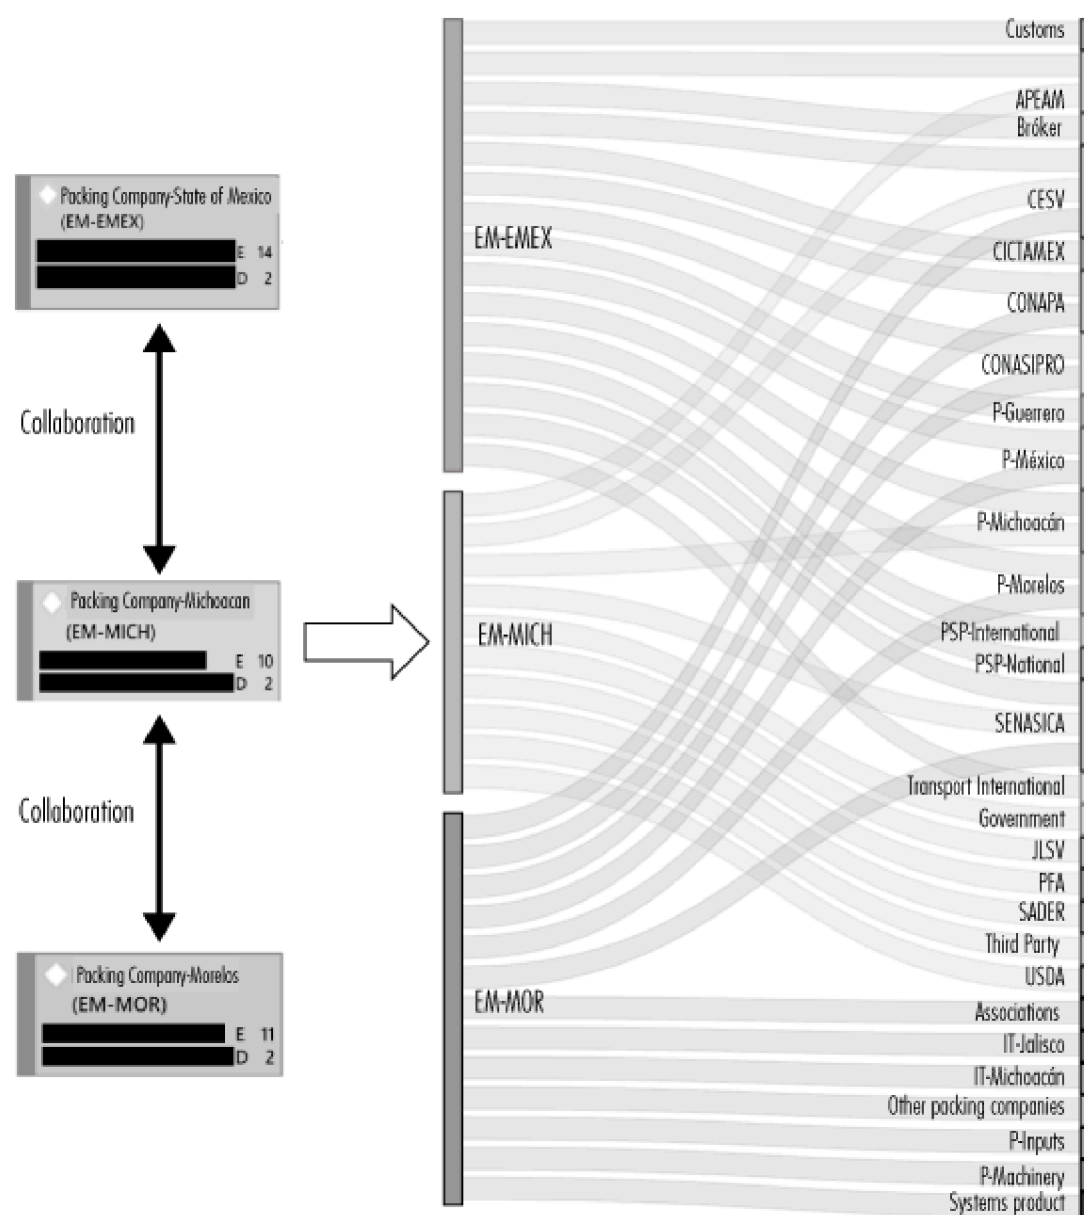 Packing Company-State of Mexico
(EM-EMEX)
E 14
D 2
Collaboration
Packing Company-Michoacan
(EM-MICH)
E 10
D 2
Collaboration
Packing Company-Morelos
(EM-MOR)
E 11
D 2
EM-EMEX
EM-MICH
EM-MOR
Customs
APEAM
Bróker
CESV
CICTAMEX
CONAPA
CONASIPRO
P-Guerrero
P-México
P-Michoacán
P-Morelos
PSP-International
PSP-National
SENASICA
Transport International
Government
JLSV
PFA
SADER
Third Party
USDA
Associations
IT-Jalisco
IT-Michoacán
Other packing companies
P-Inputs
P-Machinery
Systems product